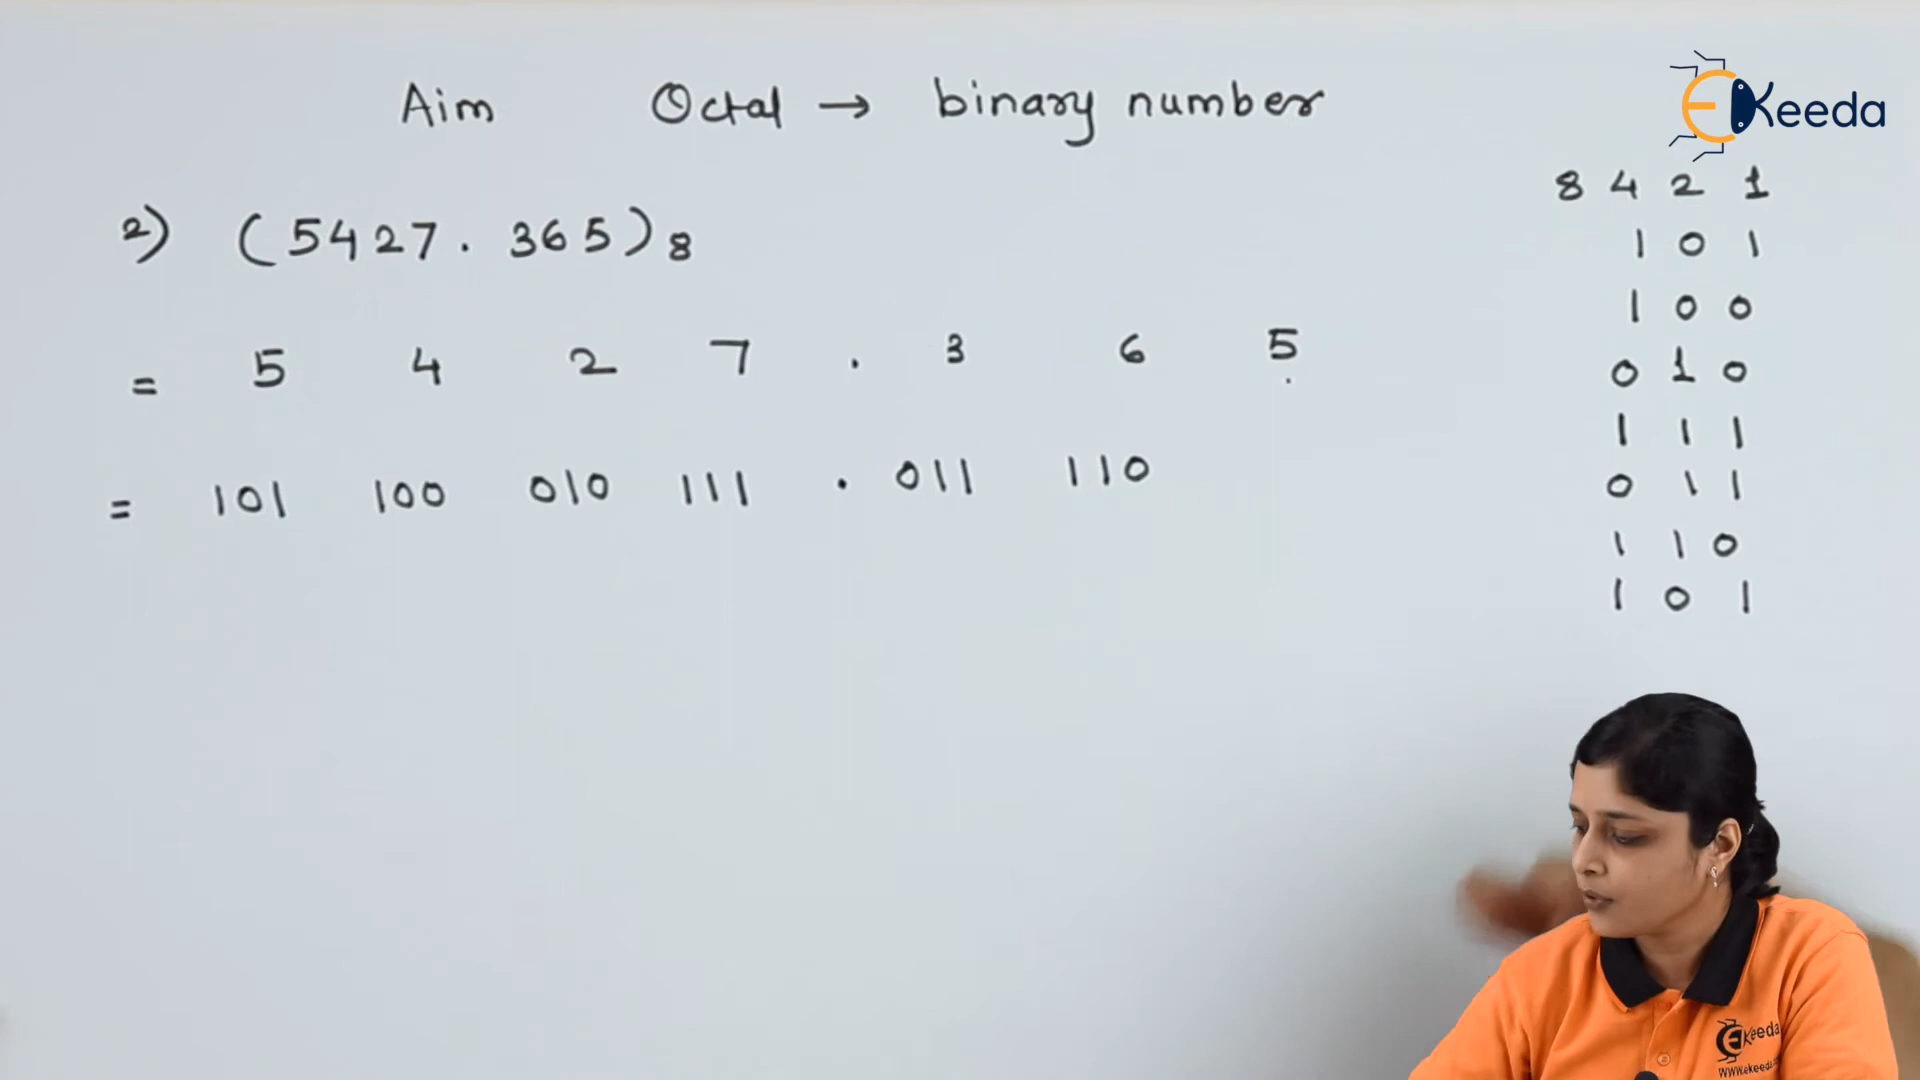 Aim Octal → binary number
EKeeda
2) (5427.365)8
= 5 4 2 7 . 3 6 5
= 101 100 010 111 . 011 110
8 4 2 1
1 0 1
1 0 0
0 1 0
1 1 1
0 1 1
1 1 0
1 0 1
EKeeda